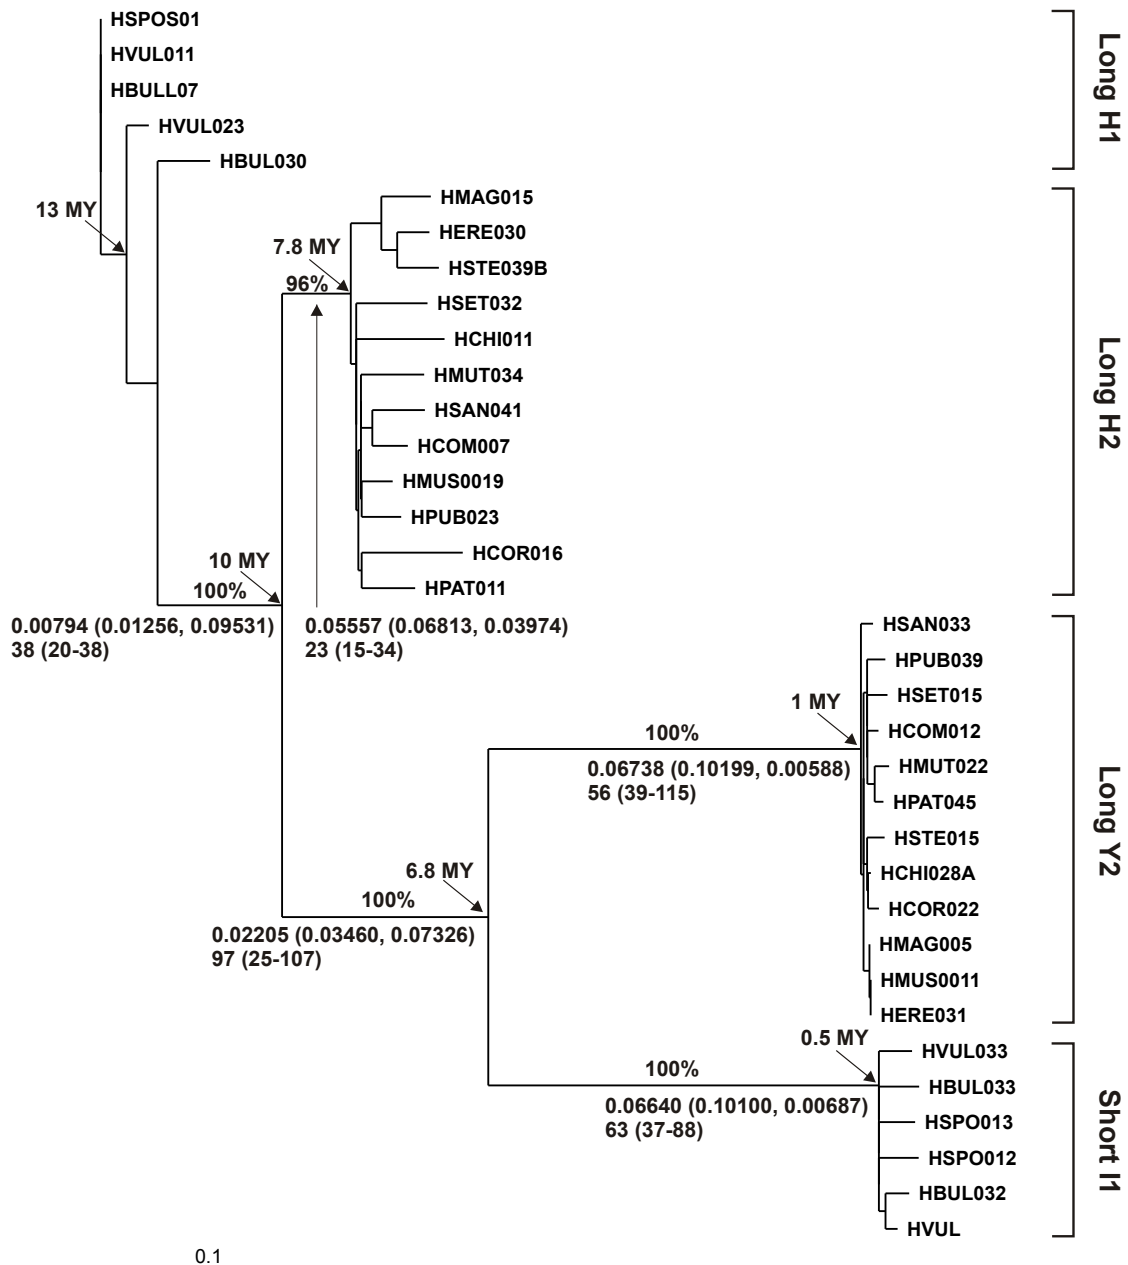 HSPOS01
HVUL011
HBULL07
HVUL023
HBUL030
Long H1
13 MY
HMAG015
HERE030
HSTE039B
7.8 MY
96%
HSET032
HCHI011
HMUT034
HSAN041
HCOM007
HMUS0019
HPUB023
HCOR016
HPAT011
Long H2
10 MY
100%
0.00794 (0.01256, 0.09531)
38 (20-38)
0.05557 (0.06813, 0.03974)
23 (15-34)
HSAN033
HPUB039
HSET015
HCOM012
HMUT022
HPAT045
HSTE015
HCHI028A
HCOR022
HMAG005
HMUS0011
HERE031
Long Y2
1 MY
100%
0.06738 (0.10199, 0.00588)
56 (39-115)
6.8 MY
100%
0.02205 (0.03460, 0.07326)
97 (25-107)
0.5 MY
100%
0.06640 (0.10100, 0.00687)
63 (37-88)
HVUL033
HBUL033
HSPO013
HSPO012
HBUL032
HVUL
Short I1
0.1